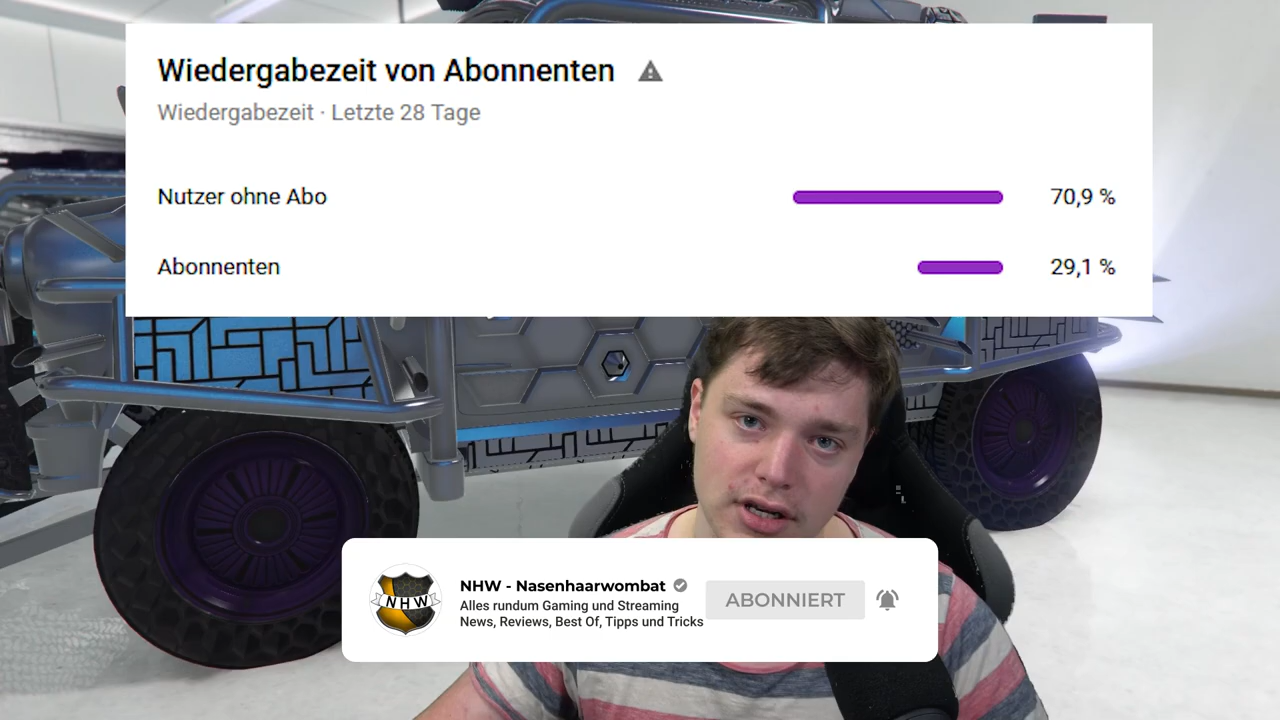 Wiedergabezeit von Abonnenten
Wiedergabezeit · Letzte 28 Tage
Nutzer ohne Abo 70,9 %
Abonnenten 29,1 %
NHW
NHW - Nasenhaarwombat
Alles rundum Gaming und Streaming
News, Reviews, Best Of, Tipps und Tricks
ABONNIERT